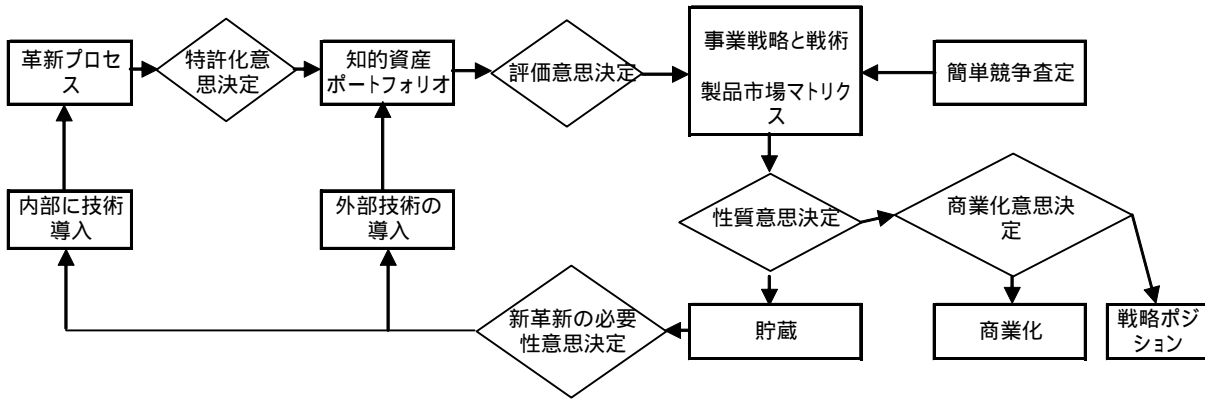 革新プロセ
ス
特許化意
思決定
知的資産
ポートフォリオ
評価意思決定
事業戦略と戦術
製品市場マトリク
ス
簡単競争査定
内部に技術
導入
外部技術の
導入
性質意思決定
商業化意思決
定
新革新の必要
性意思決定
貯蔵
商業化
戦略ポジ
ション